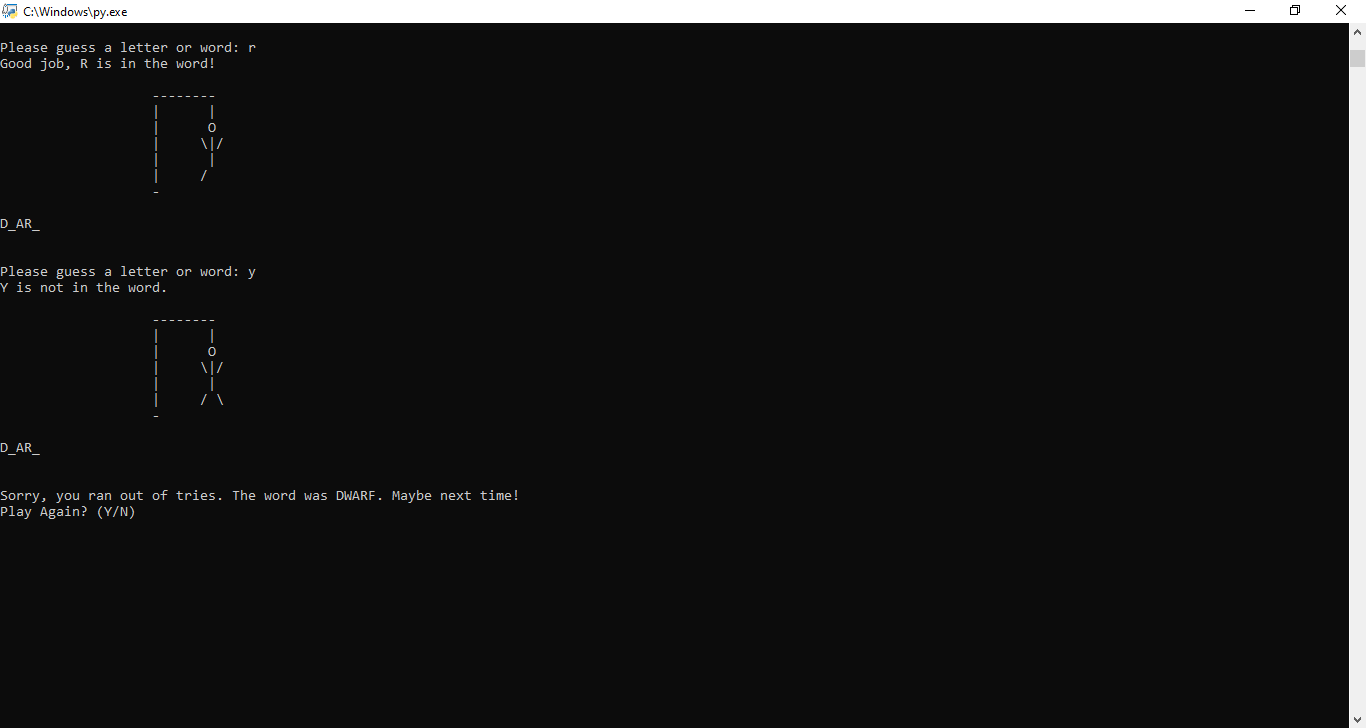 C:\Windows\py.exe
Please guess a letter or word: r
Good job, R is in the word!
                   --------
                   |      |
                   |      O
                   |     \|/
                   |      |
                   |     /
                   -
D_AR_
Please guess a letter or word: y
Y is not in the word.
                   --------
                   |      |
                   |      O
                   |     \|/
                   |      |
                   |     / \
                   -
D_AR_
Sorry, you ran out of tries. The word was DWARF. Maybe next time!
Play Again? (Y/N)